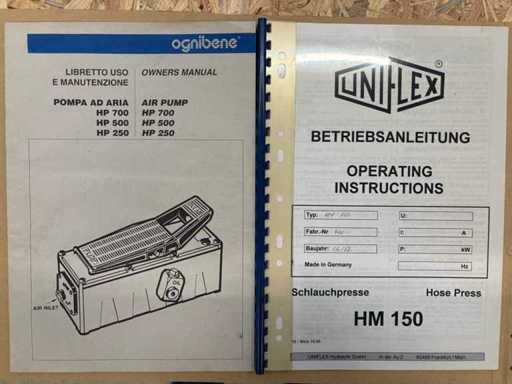 ognibene
LIBRETTO USO
E MANUTENZIONE
OWNERS MANUAL
POMPA AD ARIA
HP 700
HP 500
HP 250
AIR PUMP
HP 700
HP 500
HP 250
AIR INLET
OIL
UNIFLEX
BETRIEBSANLEITUNG
OPERATING
INSTRUCTIONS
Typ:
U:
Fabr.-Nr
I:
A
Baujahr:
P:
kW
Made in Germany
Hz
Schlauchpresse
Hose Press
HM 150
UNIFLEX-Hydraulik GmbH